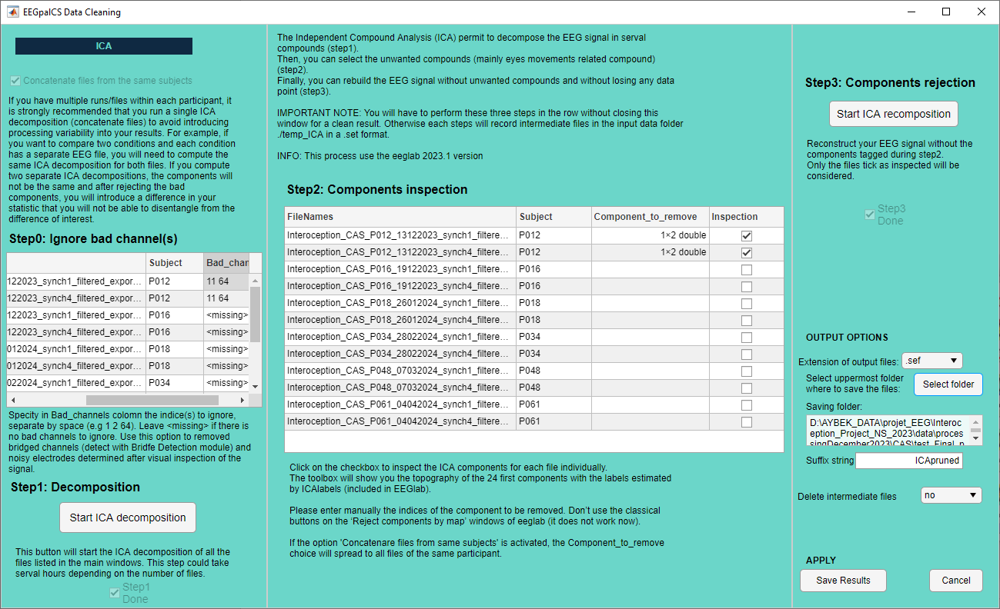 EEGpalCS Data Cleaning
ICA
Concatenate files from the same subjects
If you have multiple runs/files within each participant, it
is strongly recommended that you run a single ICA
decomposition (concatenate files) to avoid introducing
processing variability into your results. For example, if
you want to compare two conditions and each condition
has a separate EEG file, you will need to compute the
same ICA decomposition for both files. If you compute
two separate ICA decompositions, the components will
not be the same and after rejecting the bad
components, you will introduce a difference in your
statistic that you will not be able to disentangle from the
difference of interest.
Step0: Ignore bad channel(s)
Subject Bad_chan
122023_synch1_filtered_expor... P012 11 64
122023_synch4_filtered_expor... P012 11 64
122023_synch1_filtered_expor... P016 <missing>
122023_synch4_filtered_expor... P016 <missing>
012024_synch1_filtered_expor... P018 <missing>
012024_synch4_filtered_expor... P018 <missing>
022024_synch1_filtered_expor... P034 <missing>
Specity in Bad_channels colomn the indice(s) to ignore,
separate by space (e.g 1 2 64). Leave <missing> if there is
no bad channels to ignore. Use this option to removed
bridged channels (detect with Bridfe Detection module) and
noisy electrodes determined after visual inspection of the
signal.
Step1: Decomposition
Start ICA decomposition
This button will start the ICA decomposition of all the
files listed in the main windows. This step could take
serval hours depending on the number of files.
Step1
Done
The Independent Compound Analysis (ICA) permit to decompose the EEG signal in serval
compounds (step1).
Then, you can select the unwanted compounds (mainly eyes movements related compound)
(step2).
Finally, you can rebuild the EEG signal without unwanted compounds and without losing any data
point (step3).
IMPORTANT NOTE: You will have to perform these three steps in the row without closing this
window for a clean result. Otherwise each steps will record intermediate files in the input data folder
./temp_ICA in a .set format.
INFO: This process use the eeglab 2023.1 version
Step2: Components inspection
FileNames Subject Component_to_remove Inspection
Interoception_CAS_P012_13122023_synch1_filtere... P012 1×2 double
Interoception_CAS_P012_13122023_synch4_filtere... P012 1×2 double
Interoception_CAS_P016_19122023_synch1_filtere... P016
Interoception_CAS_P016_19122023_synch4_filtere... P016
Interoception_CAS_P018_26012024_synch1_filtere... P018
Interoception_CAS_P018_26012024_synch4_filtere... P018
Interoception_CAS_P034_28022024_synch1_filtere... P034
Interoception_CAS_P034_28022024_synch4_filtere... P034
Interoception_CAS_P048_07032024_synch1_filtere... P048
Interoception_CAS_P048_07032024_synch4_filtere... P048
Interoception_CAS_P061_04042024_synch1_filtere... P061
Interoception_CAS_P061_04042024_synch4_filtere... P061
Click on the checkbox to inspect the ICA components for each file individually.
The toolbox will show you the topography of the 24 first components with the labels estimated
by ICAlabels (included in EEGlab).
Please enter manually the indices of the component to be removed. Don't use the classical
buttons on the ‘Reject components by map’ windows of eeglab (it does not work now).
If the option 'Concatenare files from same subjects' is activated, the Component_to_remove
choice will spread to all files of the same participant.
Step3: Components rejection
Start ICA recomposition
Reconstruct your EEG signal without the
components tagged during step2.
Only the files tick as inspected will be
considered.
Step3
Done
OUTPUT OPTIONS
Extension of output files: .sef
Select uppermost folder
where to save the files:
Select folder
Saving folder:
D:\AYBEK_DATA\projet_EEG\Interoc
eption_Project_NS_2023\data\proces
singDecember2023\CAS\test_Final_p
Suffix string ICApruned
Delete intermediate files no
APPLY
Save Results Cancel